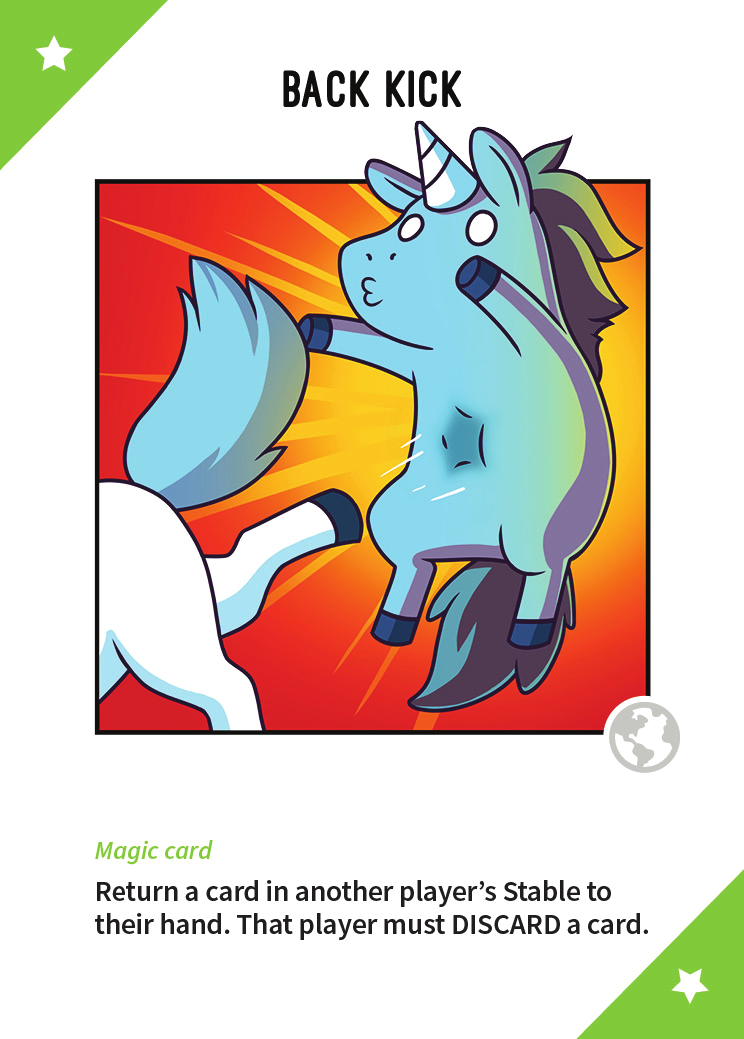 BACK KICK
Magic card
Return a card in another player’s Stable to
their hand. That player must DISCARD a card.